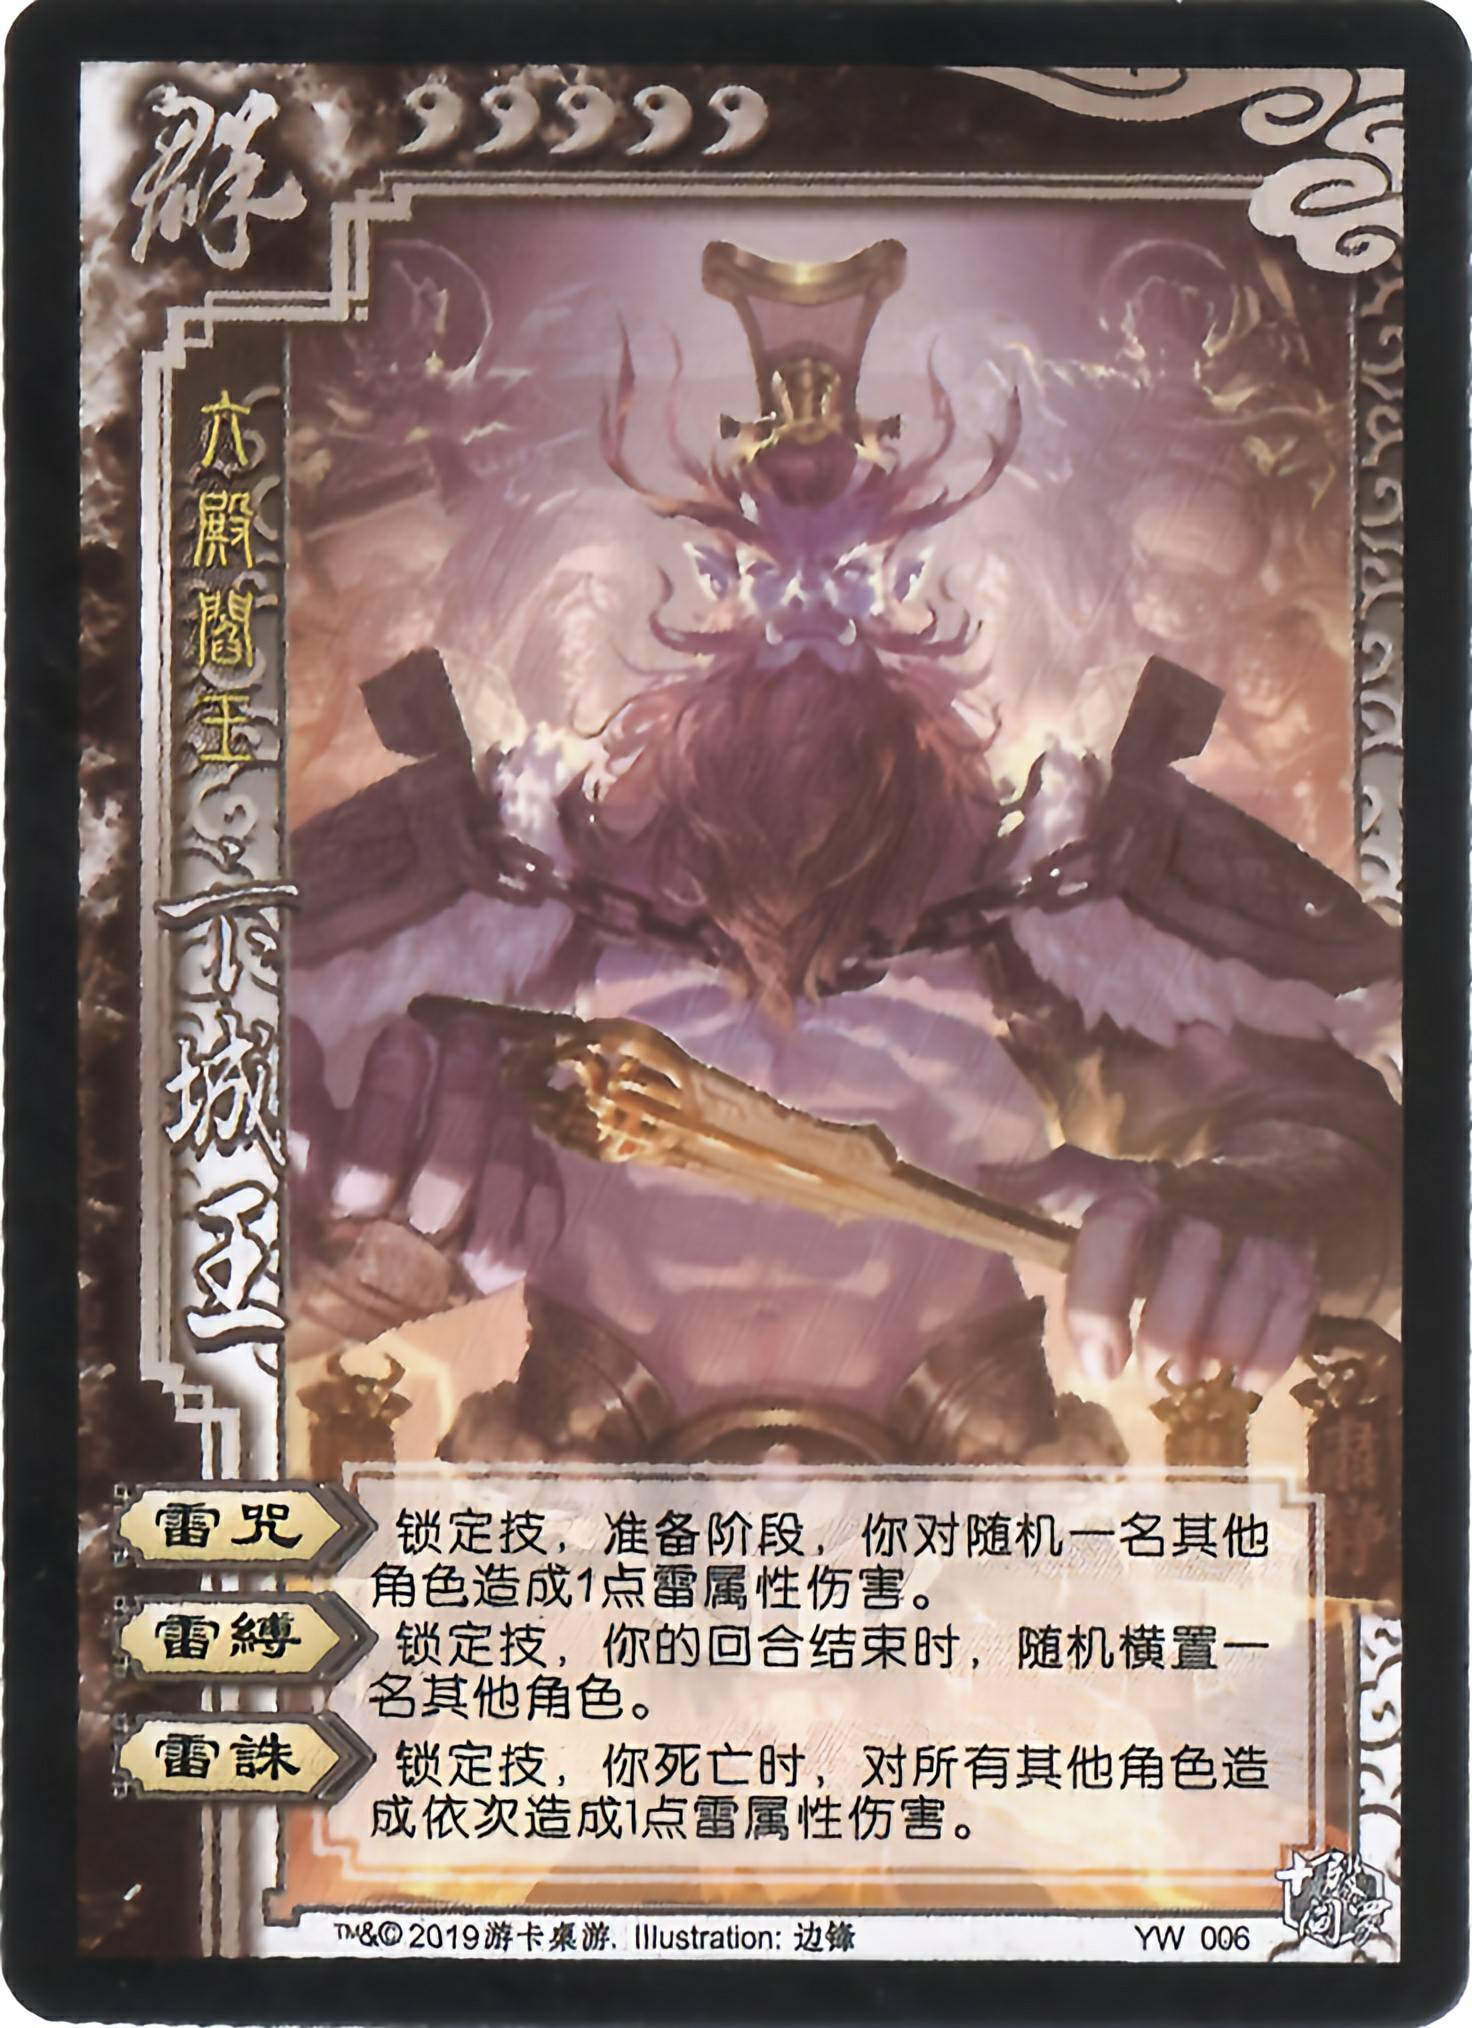 群
六殿閻王
卞城王
雷咒
锁定技，准备阶段，你对随机一名其他
角色造成1点雷属性伤害。
雷縛
锁定技，你的回合结束时，随机横置一
名其他角色。
雷誅
锁定技，你死亡时，对所有其他角色造
成依次造成1点雷属性伤害。
TM&© 2019游卡桌游. Illustration: 边锋
YW 006